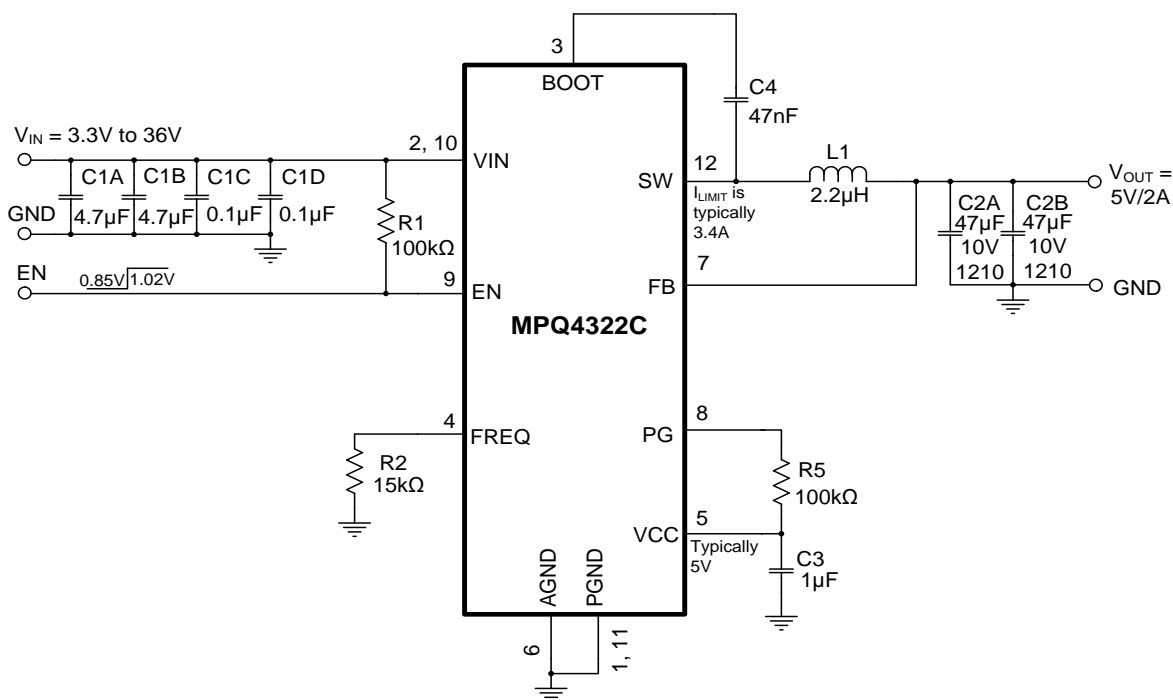 3
BOOT
C4
47nF
V_IN = 3.3V to 36V
2, 10
VIN
C1A
C1B
C1C
C1D
4.7µF
4.7µF
0.1µF
0.1µF
GND
R1
100kΩ
EN
0.85V
1.02V
9
EN
12
SW
I_LIMIT is
typically
3.4A
L1
2.2µH
V_OUT =
5V/2A
C2A
47µF
10V
1210
C2B
47µF
10V
1210
GND
7
FB
MPQ4322C
4
FREQ
R2
15kΩ
8
PG
R5
100kΩ
5
VCC
Typically
5V
C3
1µF
AGND
PGND
6
1, 11